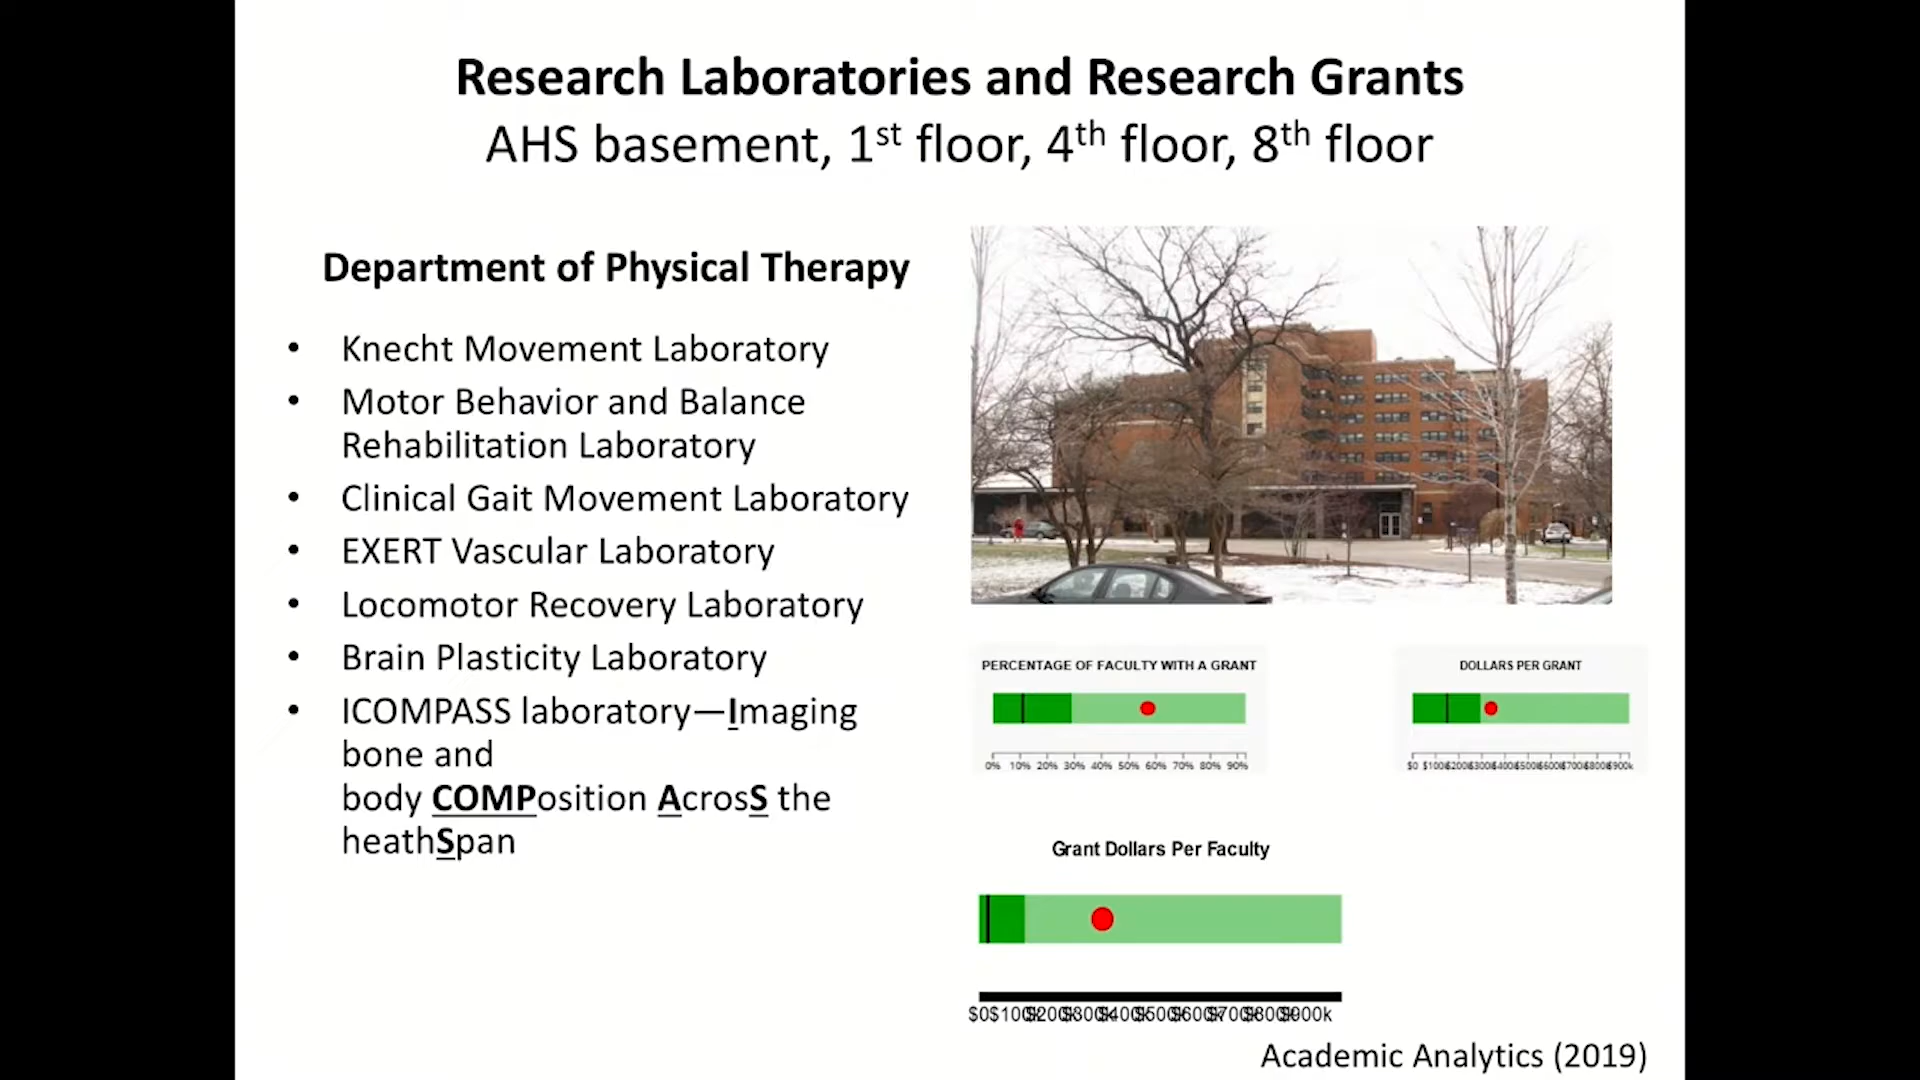 Research Laboratories and Research Grants
AHS basement, 1st floor, 4th floor, 8th floor
Department of Physical Therapy
• Knecht Movement Laboratory
• Motor Behavior and Balance
Rehabilitation Laboratory
• Clinical Gait Movement Laboratory
• EXERT Vascular Laboratory
• Locomotor Recovery Laboratory
• Brain Plasticity Laboratory
• ICOMPASS laboratory—Imaging
bone and
body COMPosition AcrosS the
heathSpan
PERCENTAGE OF FACULTY WITH A GRANT
0% 10% 20% 30% 40% 50% 60% 70% 80% 90%
DOLLARS PER GRANT
$0 $100k $200k $300k $400k $500k $600k $700k $800k $900k
Grant Dollars Per Faculty
$0 $100k $200k $300k $400k $500k $600k $700k $800k $900k
Academic Analytics (2019)